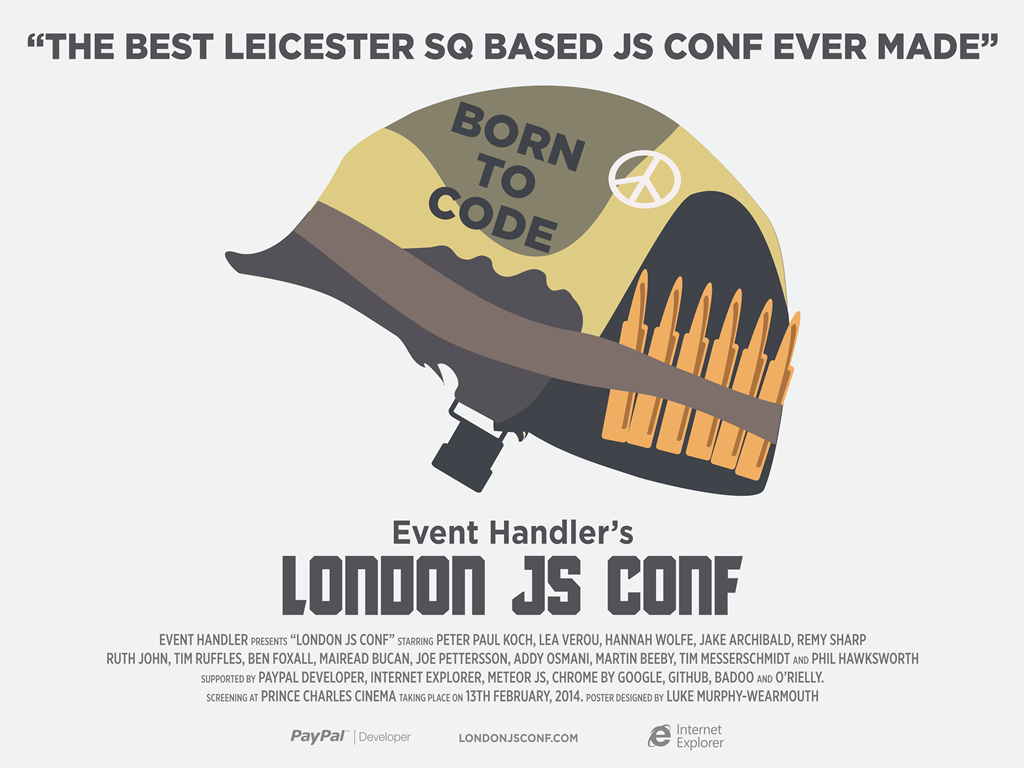 “THE BEST LEICESTER SQ BASED JS CONF EVER MADE”
BORN
TO
CODE
Event Handler’s
LONDON JS CONF
EVENT HANDLER PRESENTS “LONDON JS CONF” STARRING PETER PAUL KOCH, LEA VEROU, HANNAH WOLFE, JAKE ARCHIBALD, REMY SHARP
RUTH JOHN, TIM RUFFLES, BEN FOXALL, MAIREAD BUCAN, JOE PETTERSSON, ADDY OSMANI, MARTIN BEEBY, TIM MESSERSCHMIDT AND PHIL HAWKSWORTH
SUPPORTED BY PAYPAL DEVELOPER, INTERNET EXPLORER, METEOR JS, CHROME BY GOOGLE, GITHUB, BADOO AND O’RIELLY.
SCREENING AT PRINCE CHARLES CINEMA TAKING PLACE ON 13TH FEBRUARY, 2014. POSTER DESIGNED BY LUKE MURPHY-WEARMOUTH
PayPal™ | Developer
LONDONJSCONF.COM
Internet
Explorer